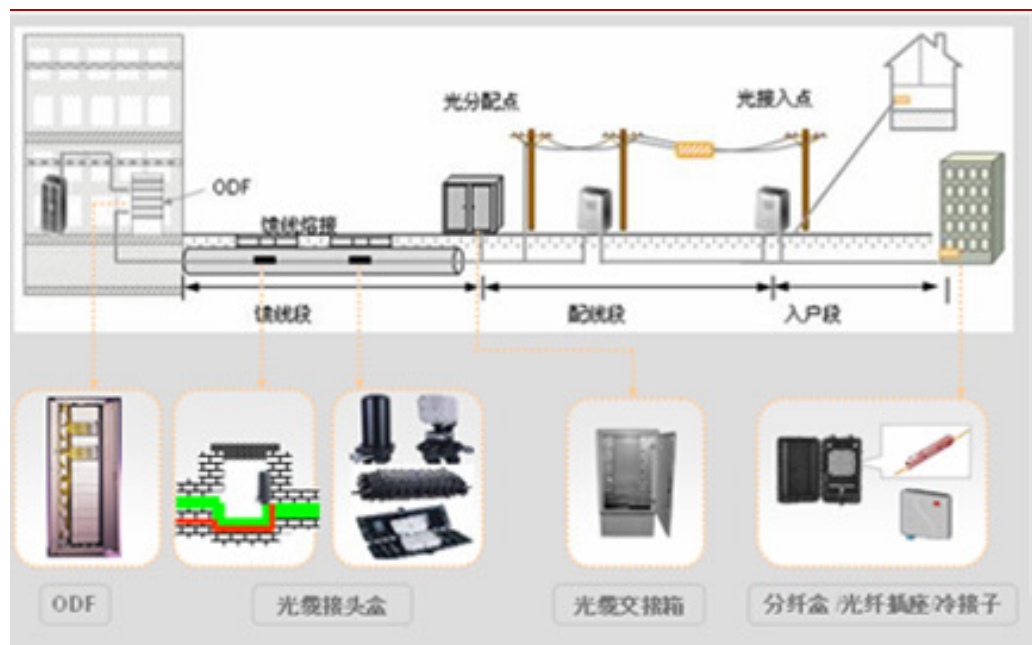 光分配点
光接入点
ODF
馈线熔接
馈线段
配线段
入户段
ODF
光缆接头盒
光缆交接箱
分纤盒/光纤插座/冷接子